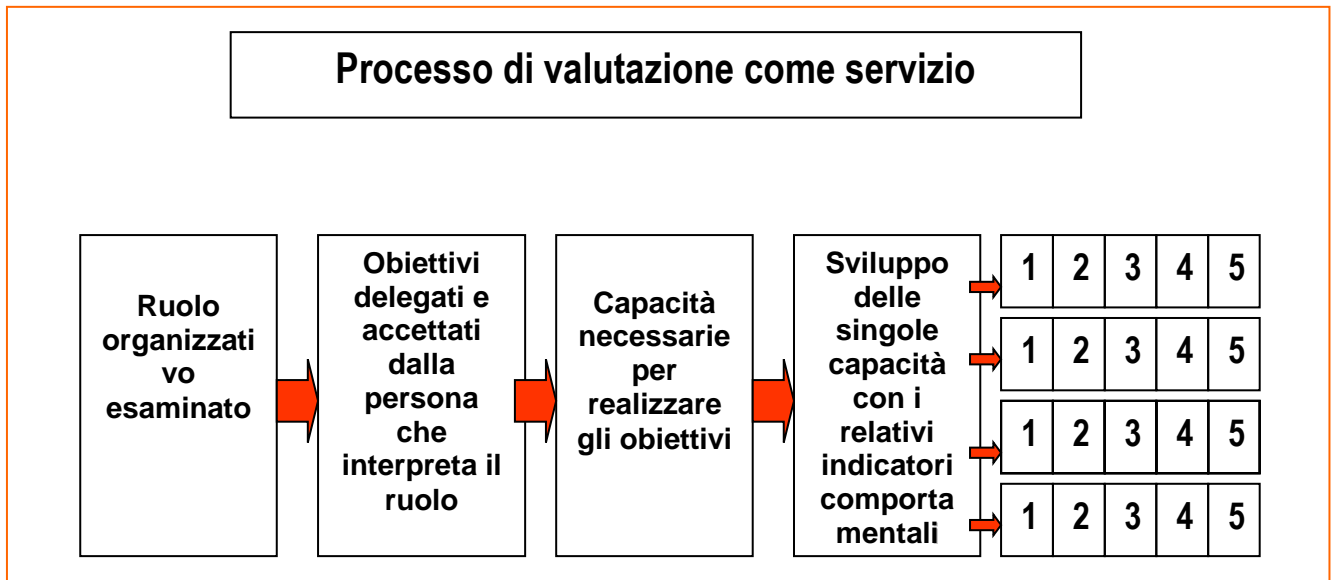 Processo di valutazione come servizio
Ruolo
organizzati
vo
esaminato
Obiettivi
delegati e
accettati
dalla
persona
che
interpreta il
ruolo
Capacità
necessarie
per
realizzare
gli obiettivi
Sviluppo
delle
singole
capacità
con i
relativi
indicatori
comporta
mentali
1 2 3 4 5
1 2 3 4 5
1 2 3 4 5
1 2 3 4 5